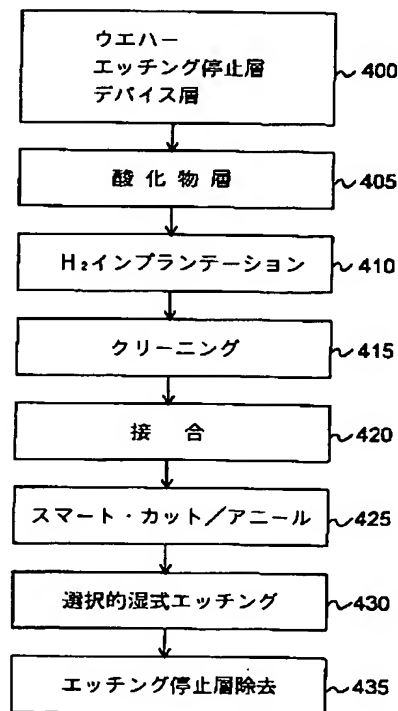 ウエハー
エッチング停止層
デバイス層
400
酸化物層
405
H₂インプランテーション
410
クリーニング
415
接 合
420
スマート・カット／アニール
425
選択的湿式エッチング
430
エッチング停止層除去
435